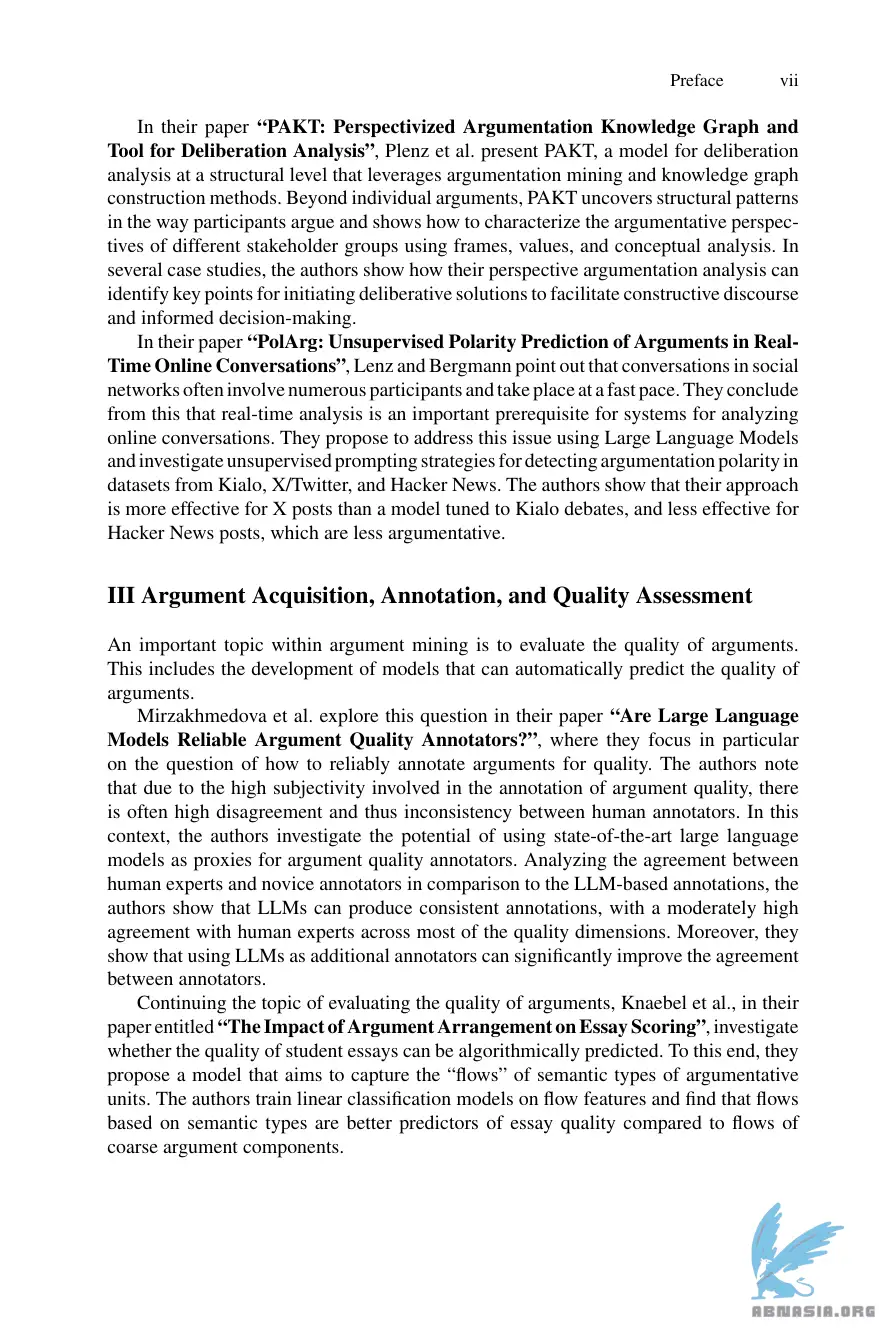 Preface vii
In their paper “PAKT: Perspectivized Argumentation Knowledge Graph and
Tool for Deliberation Analysis”, Plenz et al. present PAKT, a model for deliberation
analysis at a structural level that leverages argumentation mining and knowledge graph
construction methods. Beyond individual arguments, PAKT uncovers structural patterns
in the way participants argue and shows how to characterize the argumentative perspec-
tives of different stakeholder groups using frames, values, and conceptual analysis. In
several case studies, the authors show how their perspective argumentation analysis can
identify key points for initiating deliberative solutions to facilitate constructive discourse
and informed decision-making.
In their paper “PolArg: Unsupervised Polarity Prediction of Arguments in Real-
Time Online Conversations”, Lenz and Bergmann point out that conversations in social
networks often involve numerous participants and take place at a fast pace. They conclude
from this that real-time analysis is an important prerequisite for systems for analyzing
online conversations. They propose to address this issue using Large Language Models
and investigate unsupervised prompting strategies for detecting argumentation polarity in
datasets from Kialo, X/Twitter, and Hacker News. The authors show that their approach
is more effective for X posts than a model tuned to Kialo debates, and less effective for
Hacker News posts, which are less argumentative.
III Argument Acquisition, Annotation, and Quality Assessment
An important topic within argument mining is to evaluate the quality of arguments.
This includes the development of models that can automatically predict the quality of
arguments.
Mirzakhmedova et al. explore this question in their paper “Are Large Language
Models Reliable Argument Quality Annotators?”, where they focus in particular
on the question of how to reliably annotate arguments for quality. The authors note
that due to the high subjectivity involved in the annotation of argument quality, there
is often high disagreement and thus inconsistency between human annotators. In this
context, the authors investigate the potential of using state-of-the-art large language
models as proxies for argument quality annotators. Analyzing the agreement between
human experts and novice annotators in comparison to the LLM-based annotations, the
authors show that LLMs can produce consistent annotations, with a moderately high
agreement with human experts across most of the quality dimensions. Moreover, they
show that using LLMs as additional annotators can significantly improve the agreement
between annotators.
Continuing the topic of evaluating the quality of arguments, Knaebel et al., in their
paper entitled “The Impact of Argument Arrangement on Essay Scoring”, investigate
whether the quality of student essays can be algorithmically predicted. To this end, they
propose a model that aims to capture the “flows” of semantic types of argumentative
units. The authors train linear classification models on flow features and find that flows
based on semantic types are better predictors of essay quality compared to flows of
coarse argument components.
ABNASIA.ORG